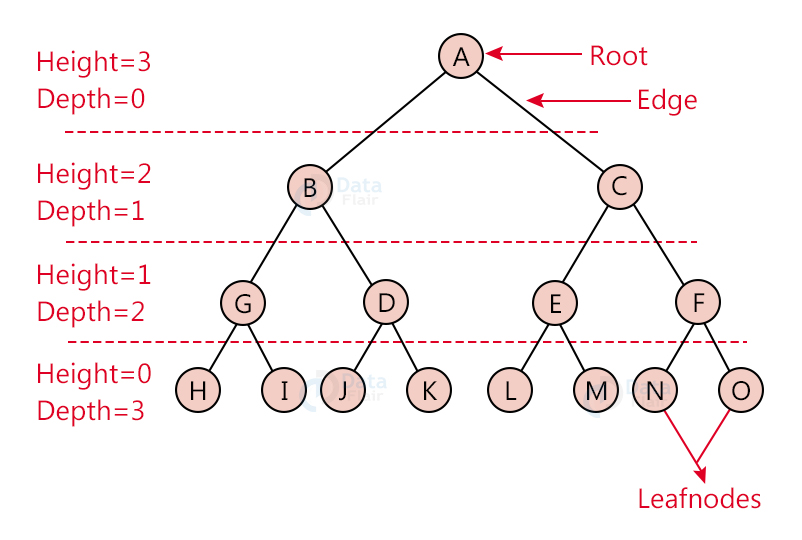 Height=3
Depth=0
A
Root
Edge
Height=2
Depth=1
B
Data
Flair
C
Height=1
Depth=2
G
D
E
F
Height=0
Depth=3
H
I
J
Data
Flair
K
L
M
N
Data
O
Leafnodes